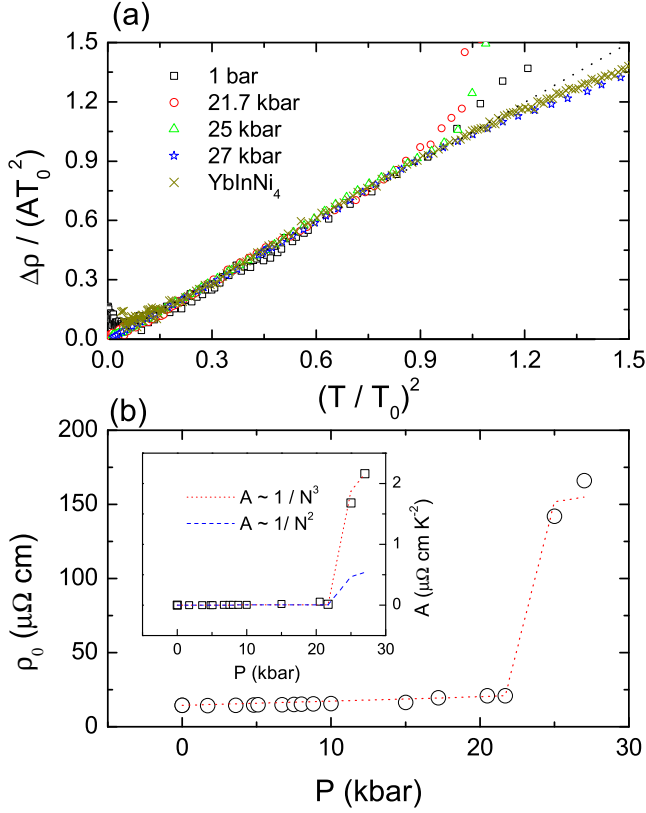 (a)
Δρ / (AT₀²)
1.5
1.2
0.9
0.6
0.3
0.0
1 bar
21.7 kbar
25 kbar
27 kbar
YbInNi₄
0.0 0.3 0.6 0.9 1.2 1.5
(T / T₀)²
(b)
ρ₀ (μΩ cm)
200
150
100
50
0
A ~ 1 / N³
A ~ 1/ N²
2
1
0
A (μΩ cm K⁻²)
0 10 20 30
P (kbar)
0 10 20 30
P (kbar)